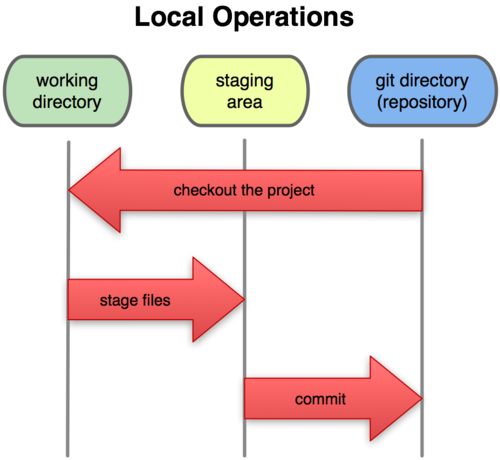 Local Operations
working
directory
staging
area
git directory
(repository)
checkout the project
stage files
commit